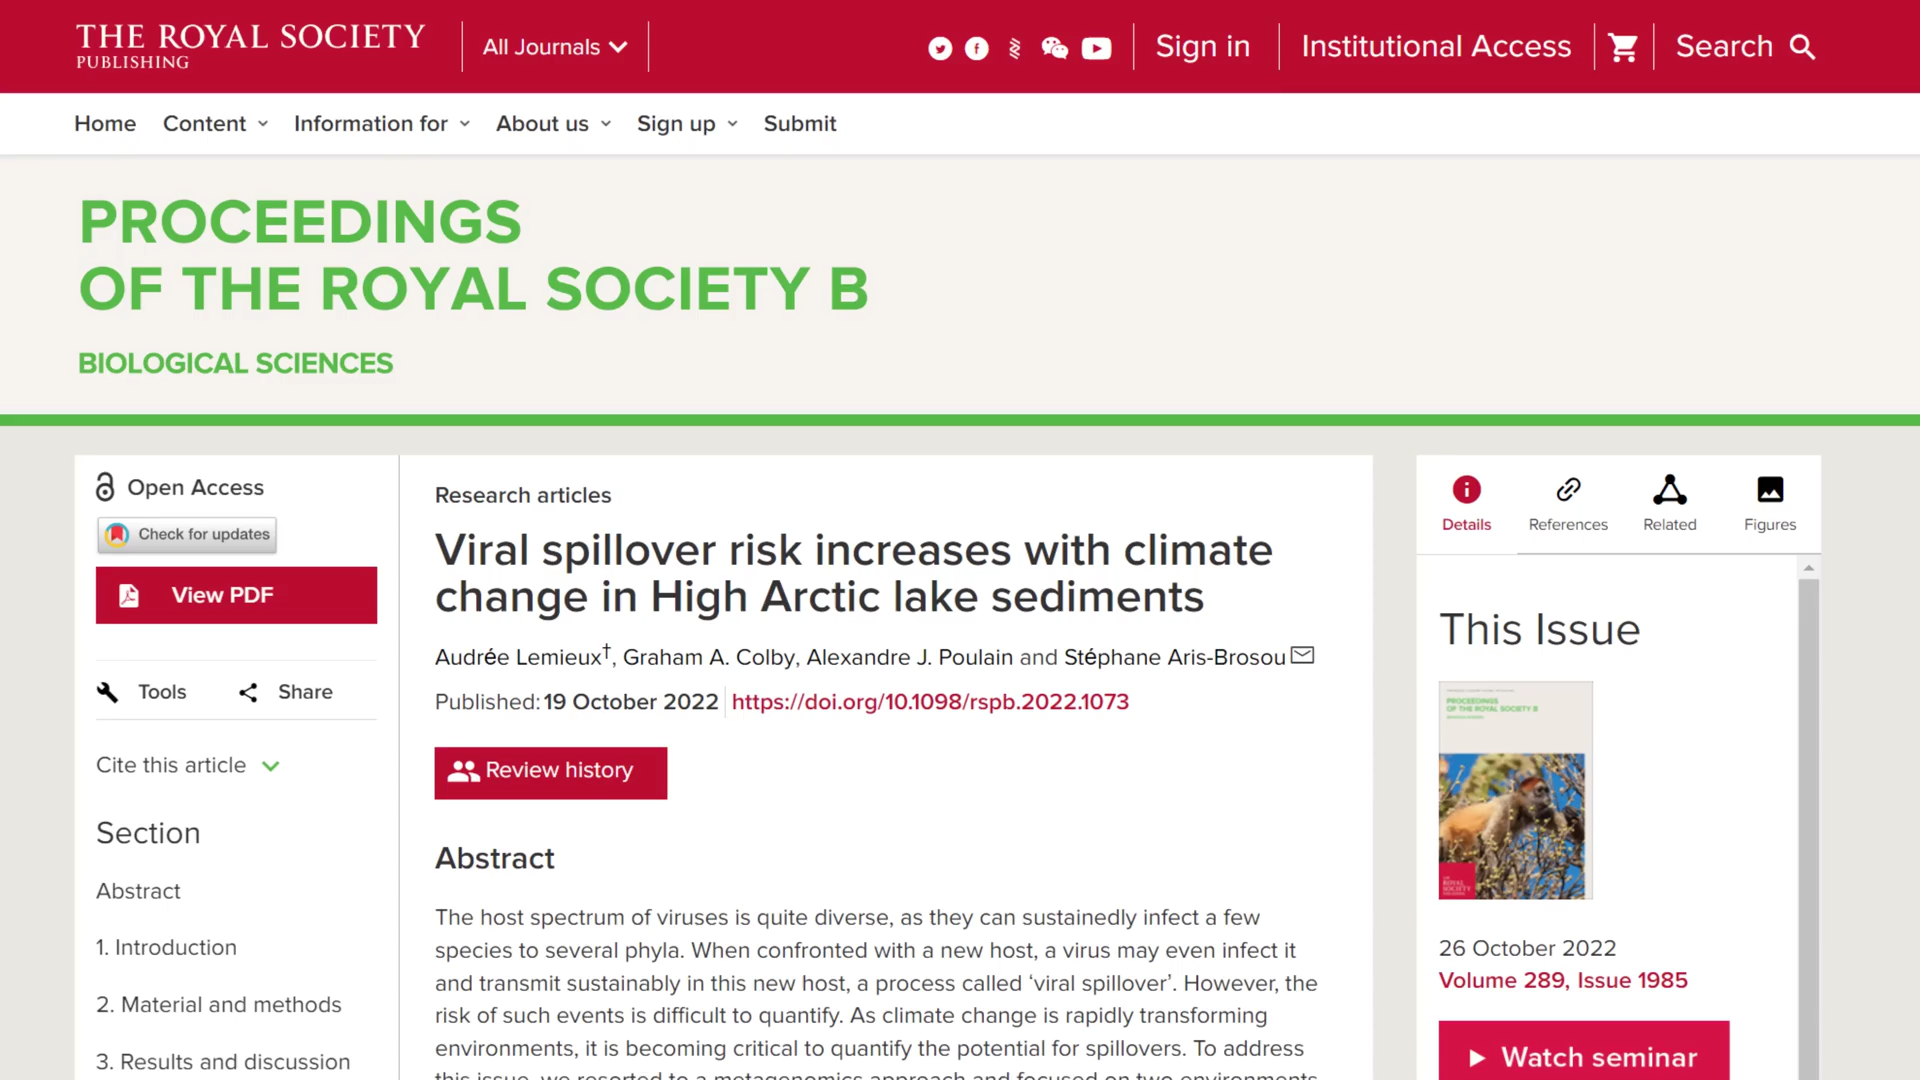 THE ROYAL SOCIETY
PUBLISHING
All Journals
Sign in
Institutional Access
Search
Home
Content
Information for
About us
Sign up
Submit
PROCEEDINGS
OF THE ROYAL SOCIETY B
BIOLOGICAL SCIENCES
Open Access
Check for updates
View PDF
Tools
Share
Cite this article
Section
Abstract
1. Introduction
2. Material and methods
3. Results and discussion
Research articles
Viral spillover risk increases with climate
change in High Arctic lake sediments
Audrée Lemieux†, Graham A. Colby, Alexandre J. Poulain and Stéphane Aris-Brosou
Published: 19 October 2022 https://doi.org/10.1098/rspb.2022.1073
Review history
Abstract
The host spectrum of viruses is quite diverse, as they can sustainedly infect a few
species to several phyla. When confronted with a new host, a virus may even infect it
and transmit sustainably in this new host, a process called ‘viral spillover’. However, the
risk of such events is difficult to quantify. As climate change is rapidly transforming
environments, it is becoming critical to quantify the potential for spillovers. To address
this issue, we resorted to a metagenomics approach and focused on two environments
Details
References
Related
Figures
This Issue
PROCEEDINGS
OF THE ROYAL SOCIETY B
THE
ROYAL
SOCIETY
26 October 2022
Volume 289, Issue 1985
Watch seminar